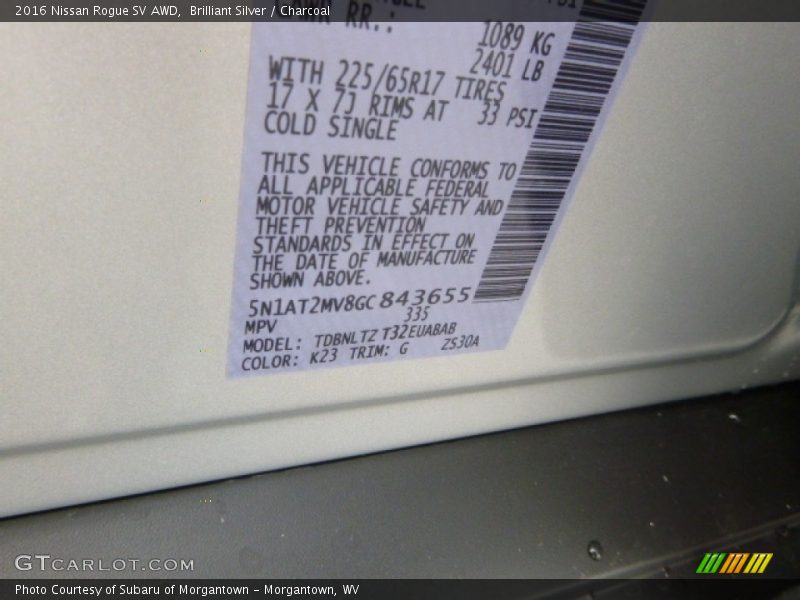 2016 Nissan Rogue SV AWD, Brilliant Silver / Charcoal
RR.:
1089 KG
2401 LB
WITH 225/65R17 TIRES
17 X 7J RIMS AT 33 PSI
COLD SINGLE
THIS VEHICLE CONFORMS TO
ALL APPLICABLE FEDERAL
MOTOR VEHICLE SAFETY AND
THEFT PREVENTION
STANDARDS IN EFFECT ON
THE DATE OF MANUFACTURE
SHOWN ABOVE.
5N1AT2MV8GC843655
MPV 335
MODEL: TDBNLTZ T32EUABAB
COLOR: K23 TRIM: G ZS30A
GTCARLOT.COM
Photo Courtesy of Subaru of Morgantown - Morgantown, WV